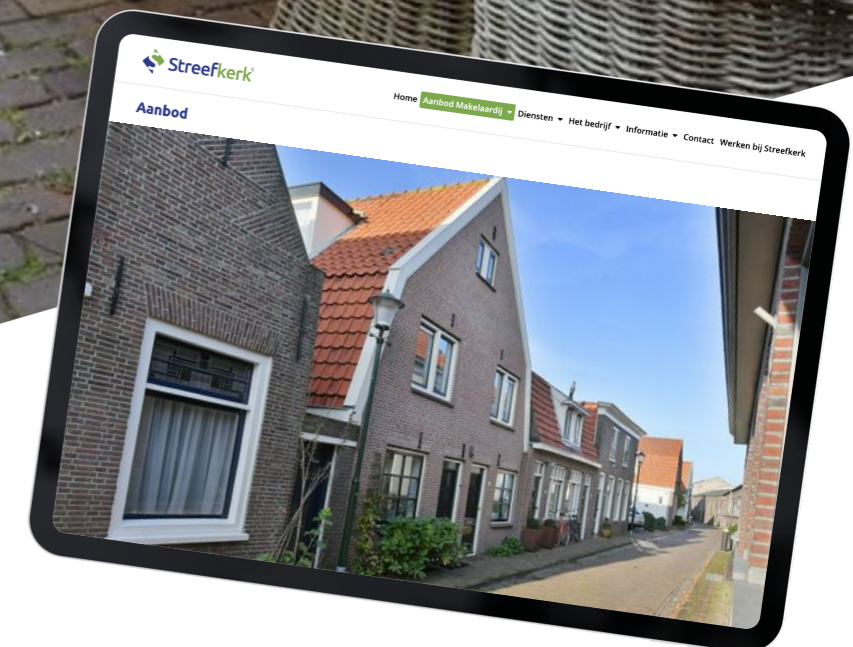 Streefkerk®
Home Aanbod Makelaardij Diensten Het bedrijf Informatie Contact Werken bij Streefkerk
Aanbod